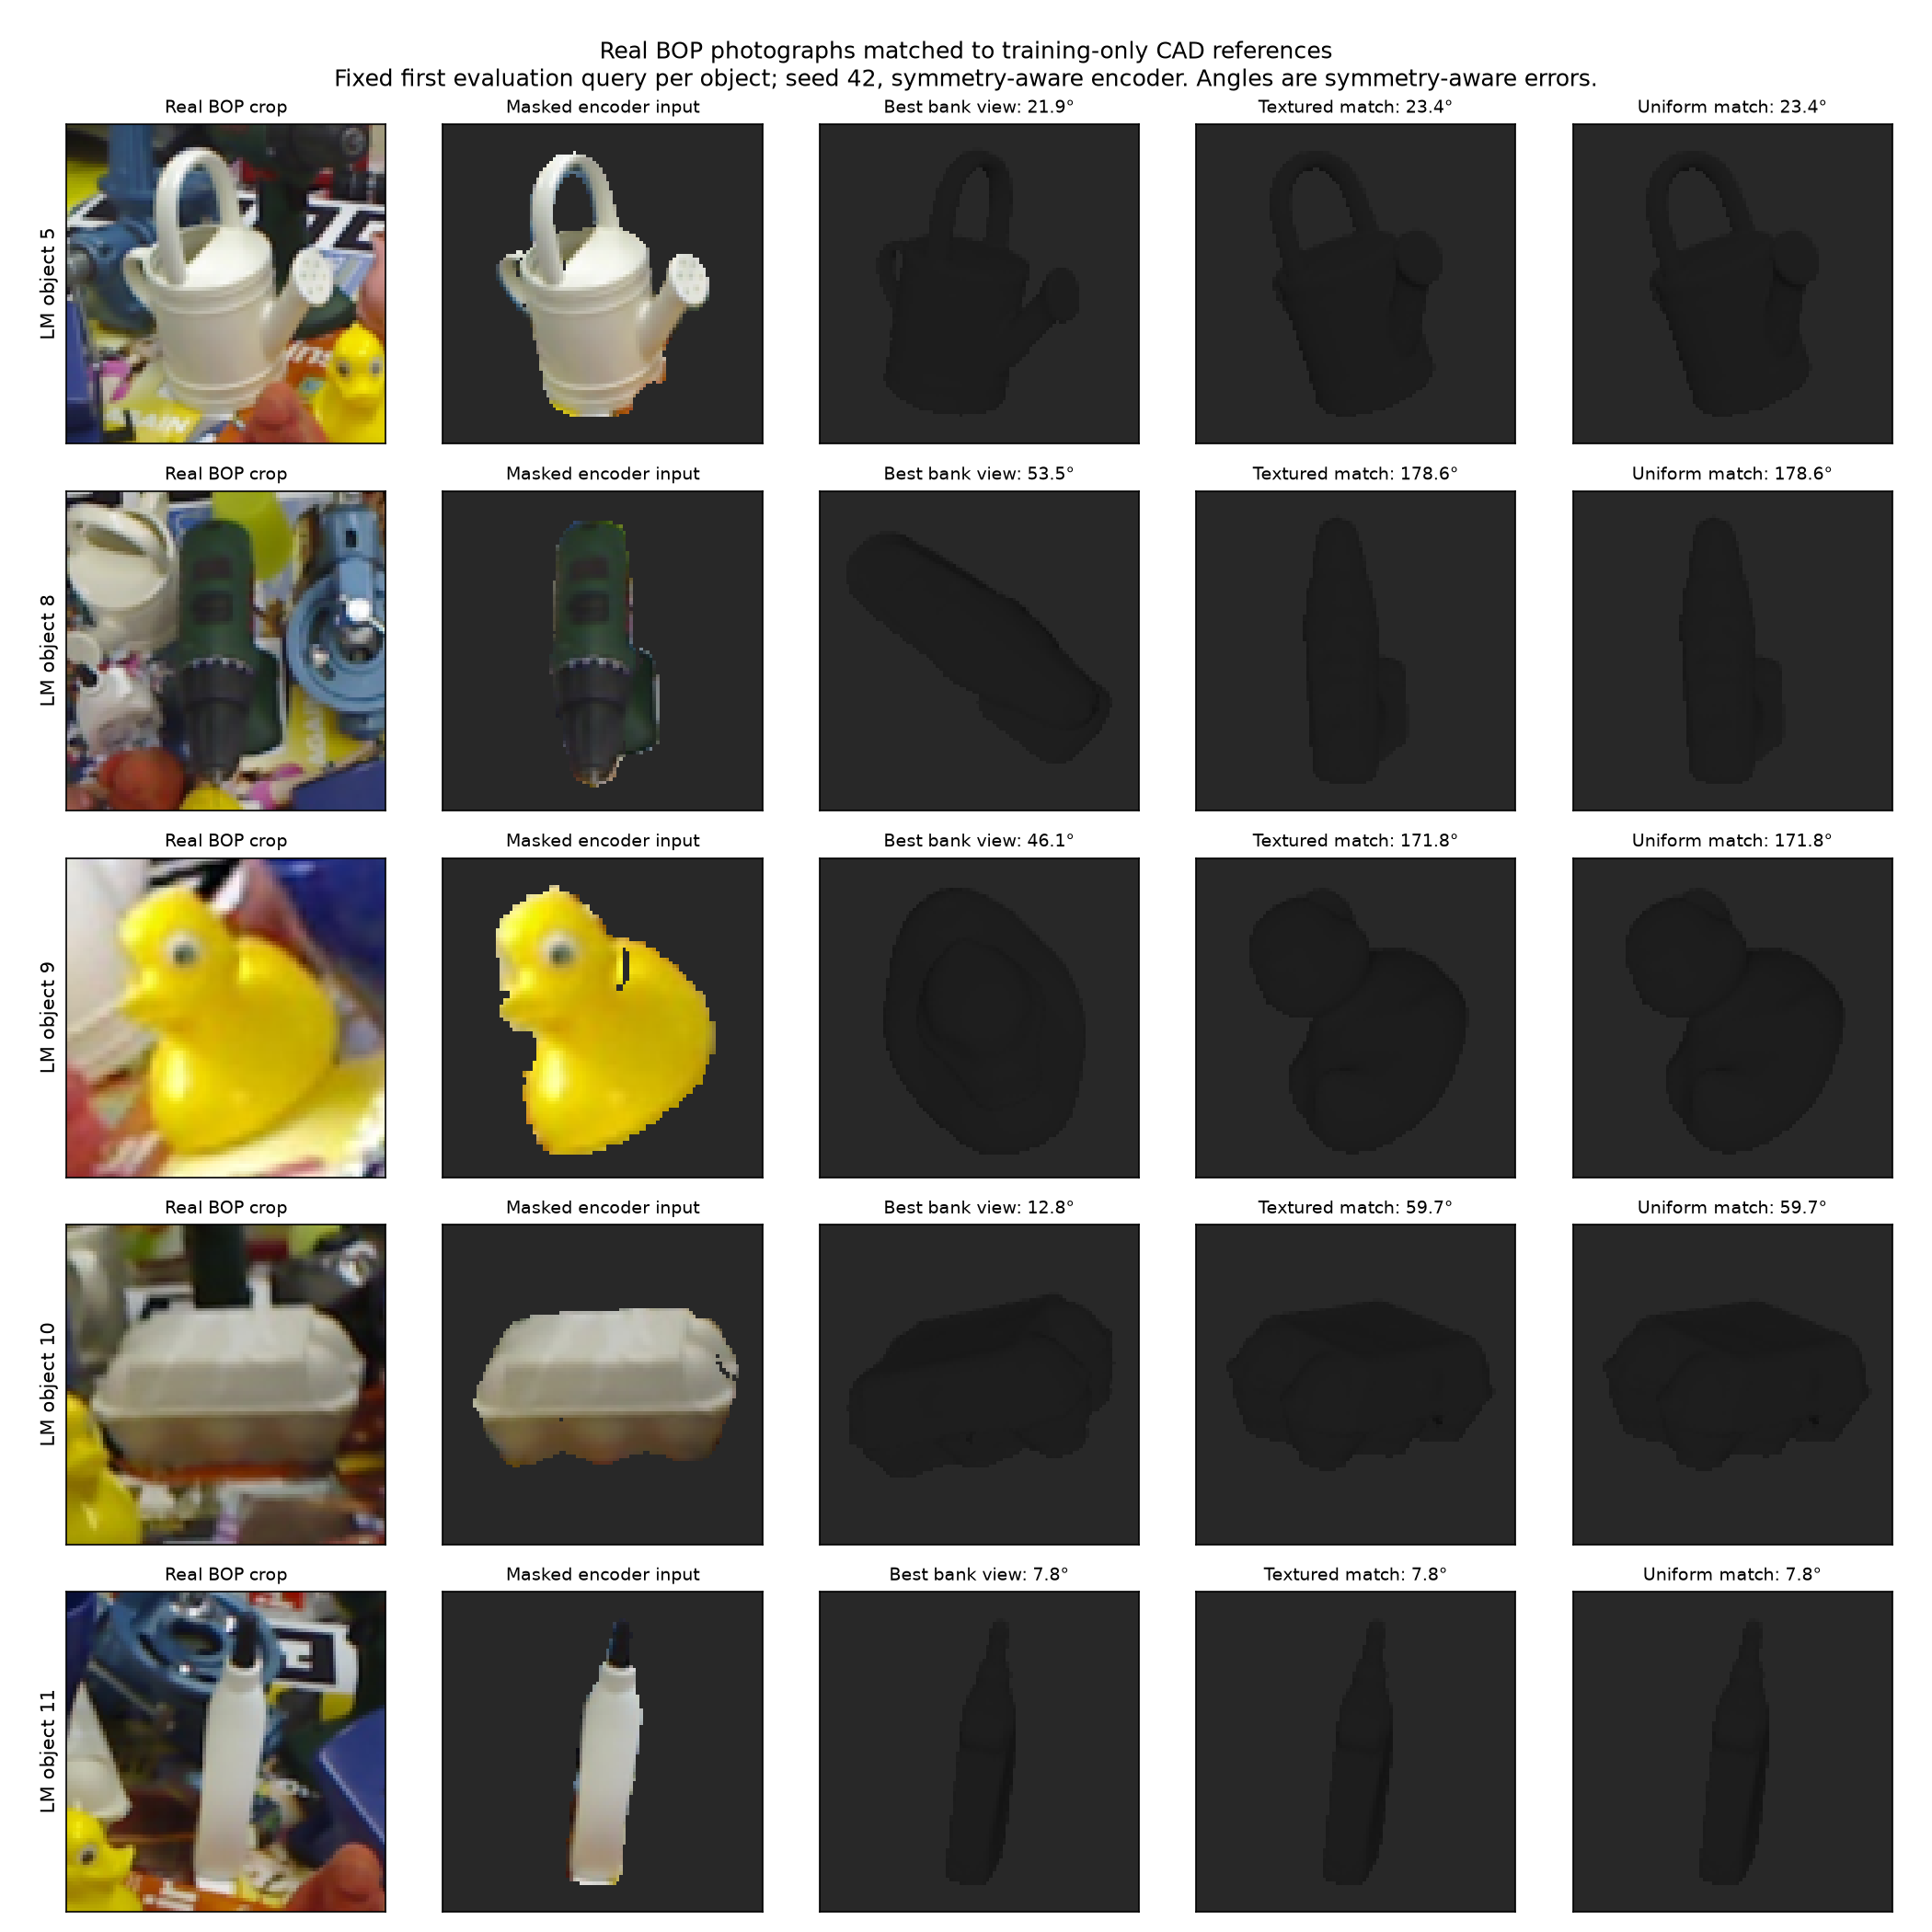 Real BOP photographs matched to training-only CAD references
Fixed first evaluation query per object; seed 42, symmetry-aware encoder. Angles are symmetry-aware errors.
Real BOP crop Masked encoder input Best bank view: 21.9° Textured match: 23.4° Uniform match: 23.4°
LM object 5
Real BOP crop Masked encoder input Best bank view: 53.5° Textured match: 178.6° Uniform match: 178.6°
LM object 8
Real BOP crop Masked encoder input Best bank view: 46.1° Textured match: 171.8° Uniform match: 171.8°
LM object 9
Real BOP crop Masked encoder input Best bank view: 12.8° Textured match: 59.7° Uniform match: 59.7°
LM object 10
Real BOP crop Masked encoder input Best bank view: 7.8° Textured match: 7.8° Uniform match: 7.8°
LM object 11